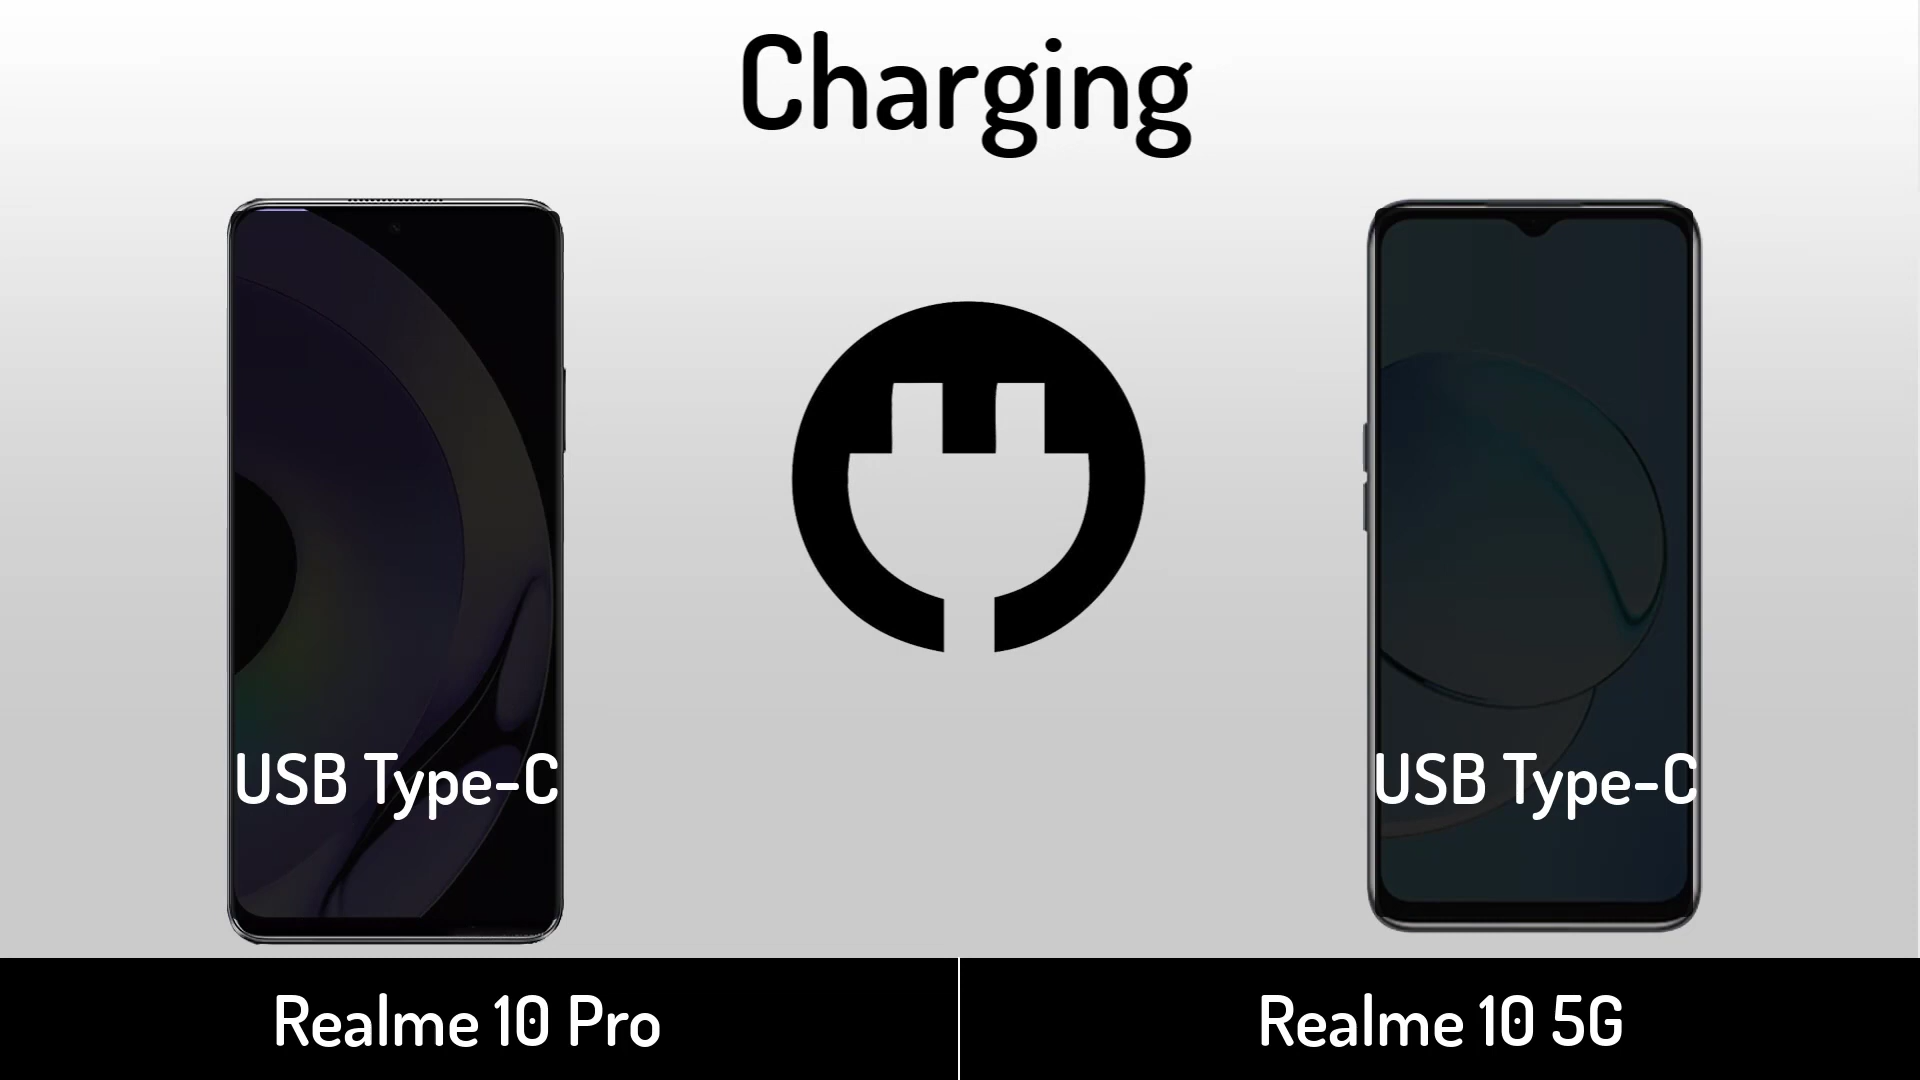 Charging
USB Type-C
USB Type-C
Realme 10 Pro
Realme 10 5G